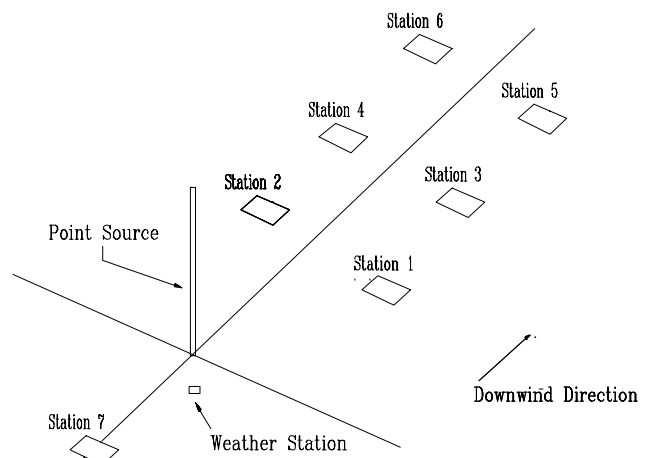 Station 6
Station 5
Station 4
Station 2
Station 3
Point Source
Station 1
Downwind Direction
Station 7
Weather Station